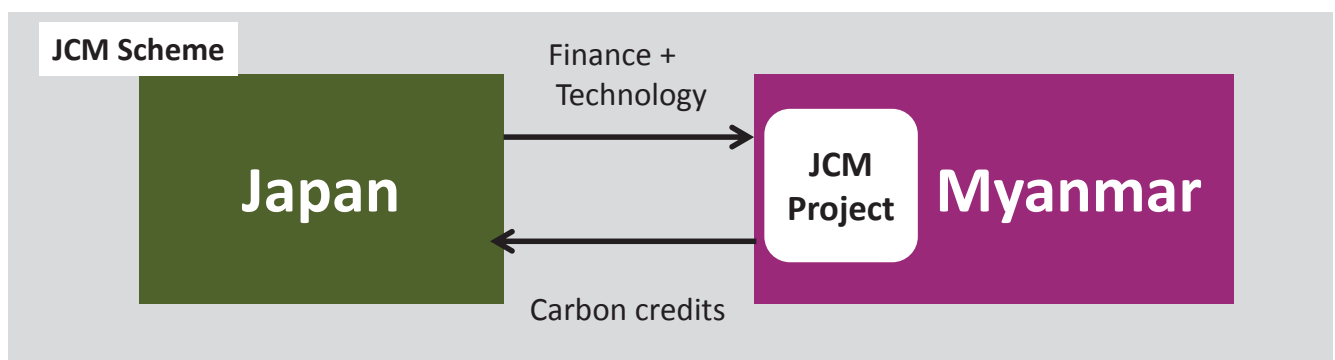 JCM Scheme
Finance +
Technology
Japan
JCM
Project
Myanmar
Carbon credits